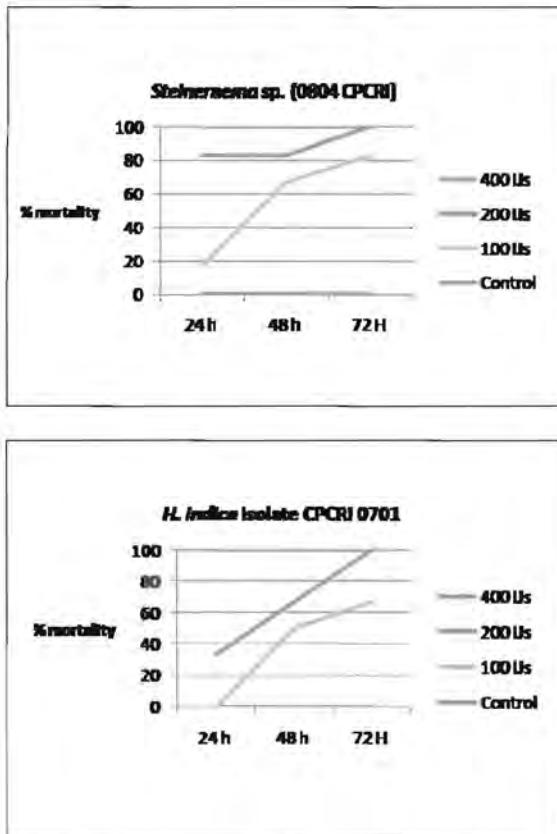 Steinernema sp. (0804 CPCRI)
100
80
60
40
20
0
% mortality
24 h
48 h
72 H
400 IJs
200 IJs
100 IJs
Control
H. indica isolate CPCRI 0701
100
80
60
40
20
0
% mortality
24 h
48 h
72 H
400 IJs
200 IJs
100 IJs
Control